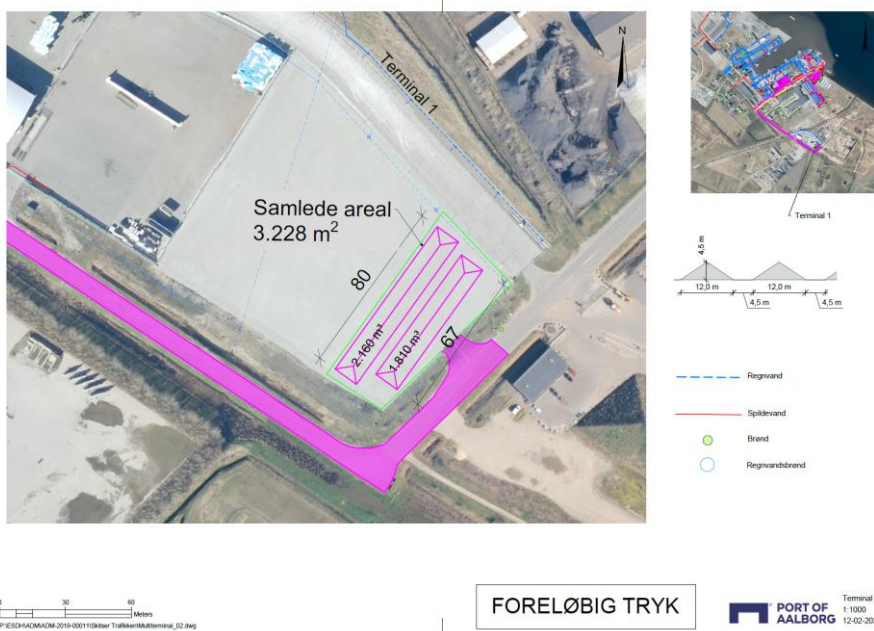 Terminal 1
N
Samlede areal
3.228 m²
80
2.160 m³
1.810 m³
67
Terminal 1
4,5 m
12,0 m
12,0 m
4,5 m
4,5 m
Regnvand
Spildevand
Brønd
Regnvandsbrønd
30
60
Meters
FORELØBIG TRYK
PORT OF
AALBORG
Terminal
1:1000